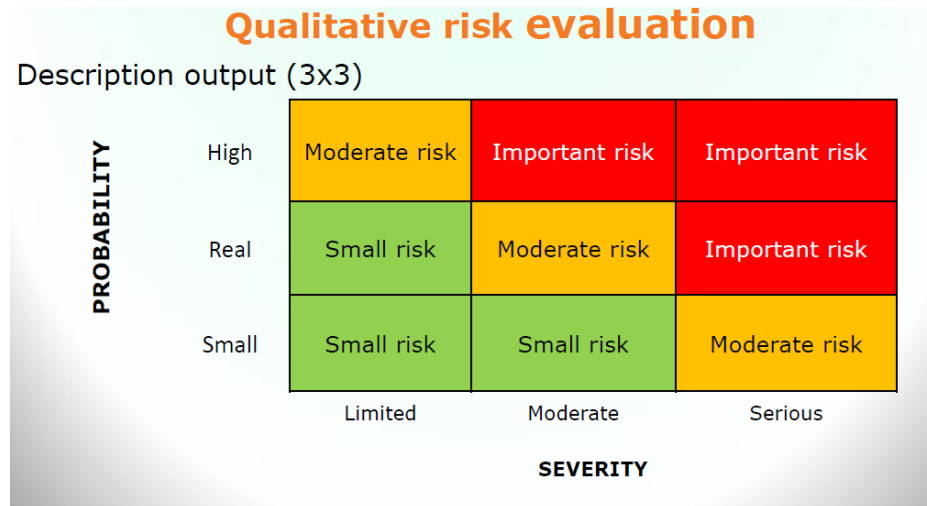 Qualitative risk evaluation
Description output (3x3)
PROBABILITY
High Moderate risk Important risk Important risk
Real Small risk Moderate risk Important risk
Small Small risk Small risk Moderate risk
Limited Moderate Serious
SEVERITY